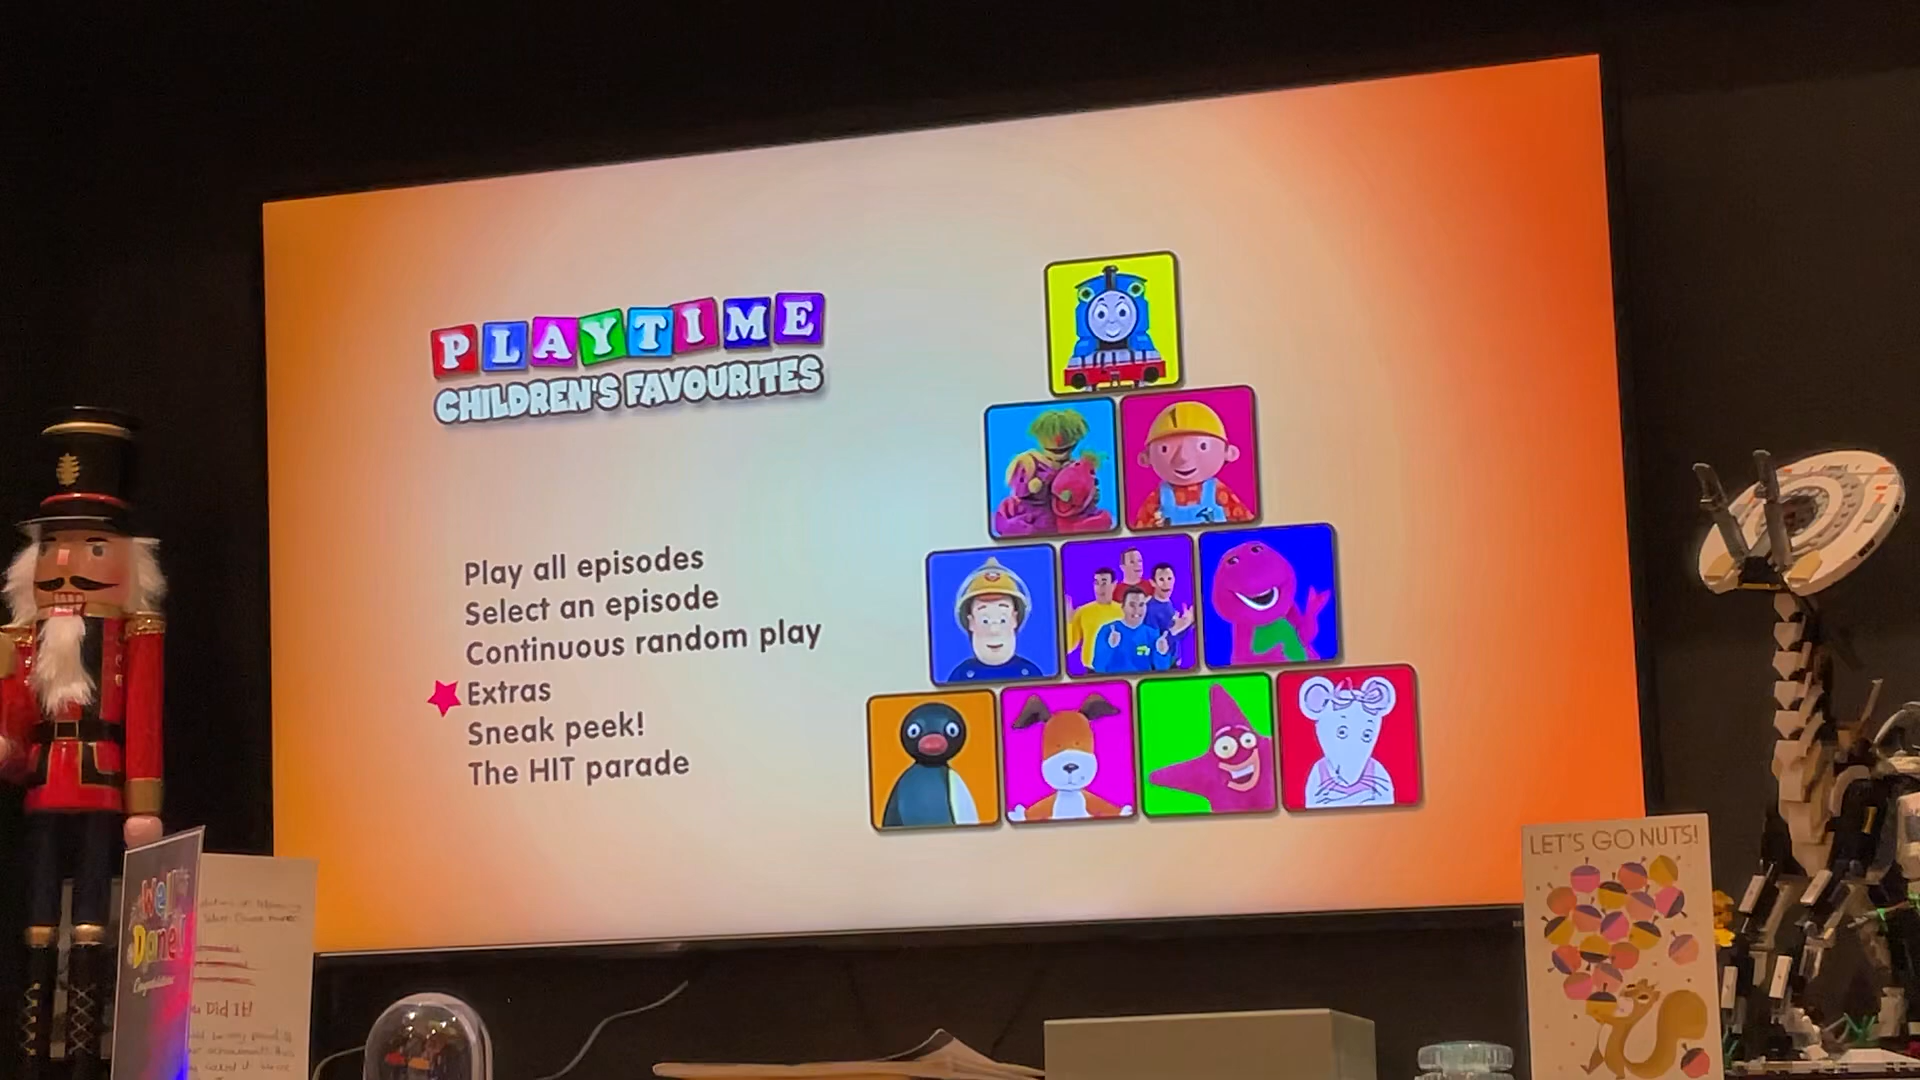 PLAYTIME
CHILDREN'S FAVOURITES
Play all episodes
Select an episode
Continuous random play
Extras
Sneak peek!
The HIT parade
LET'S GO NUTS!
Well
Done!
Congratulations
Did It!